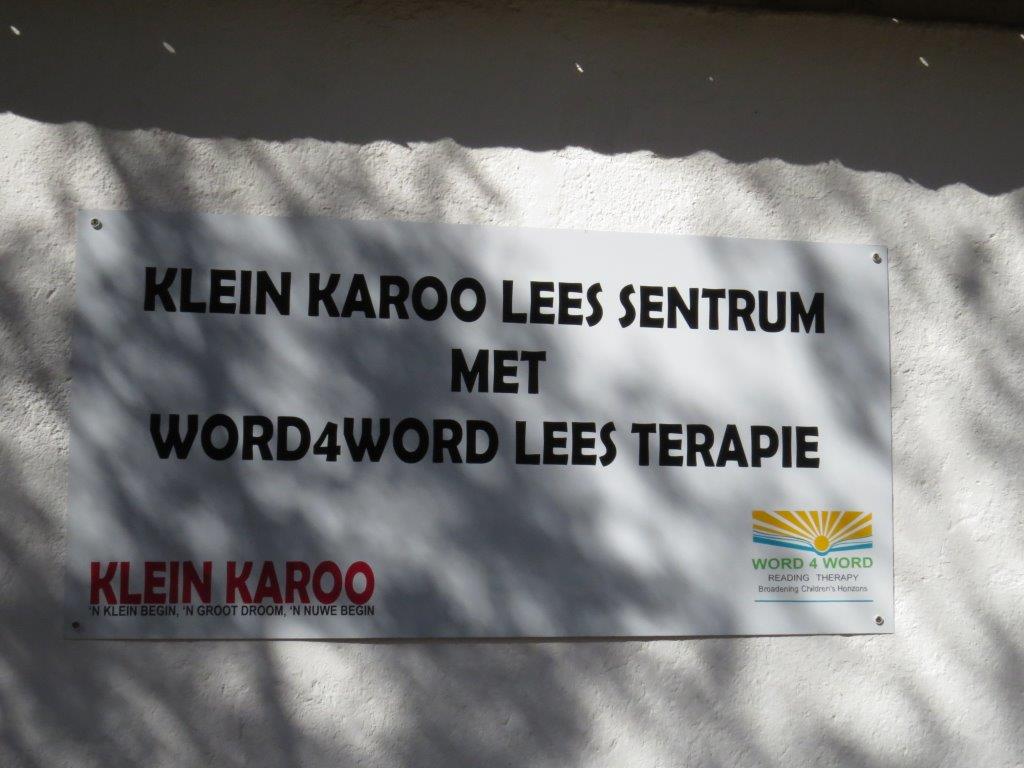 KLEIN KAROO LEES SENTRUM
MET
WORD4WORD LEES TERAPIE
KLEIN KAROO
'N KLEIN BEGIN, 'N GROOT DROOM, 'N NUWE BEGIN
WORD 4 WORD
READING THERAPY
Broadening Children's Horizons